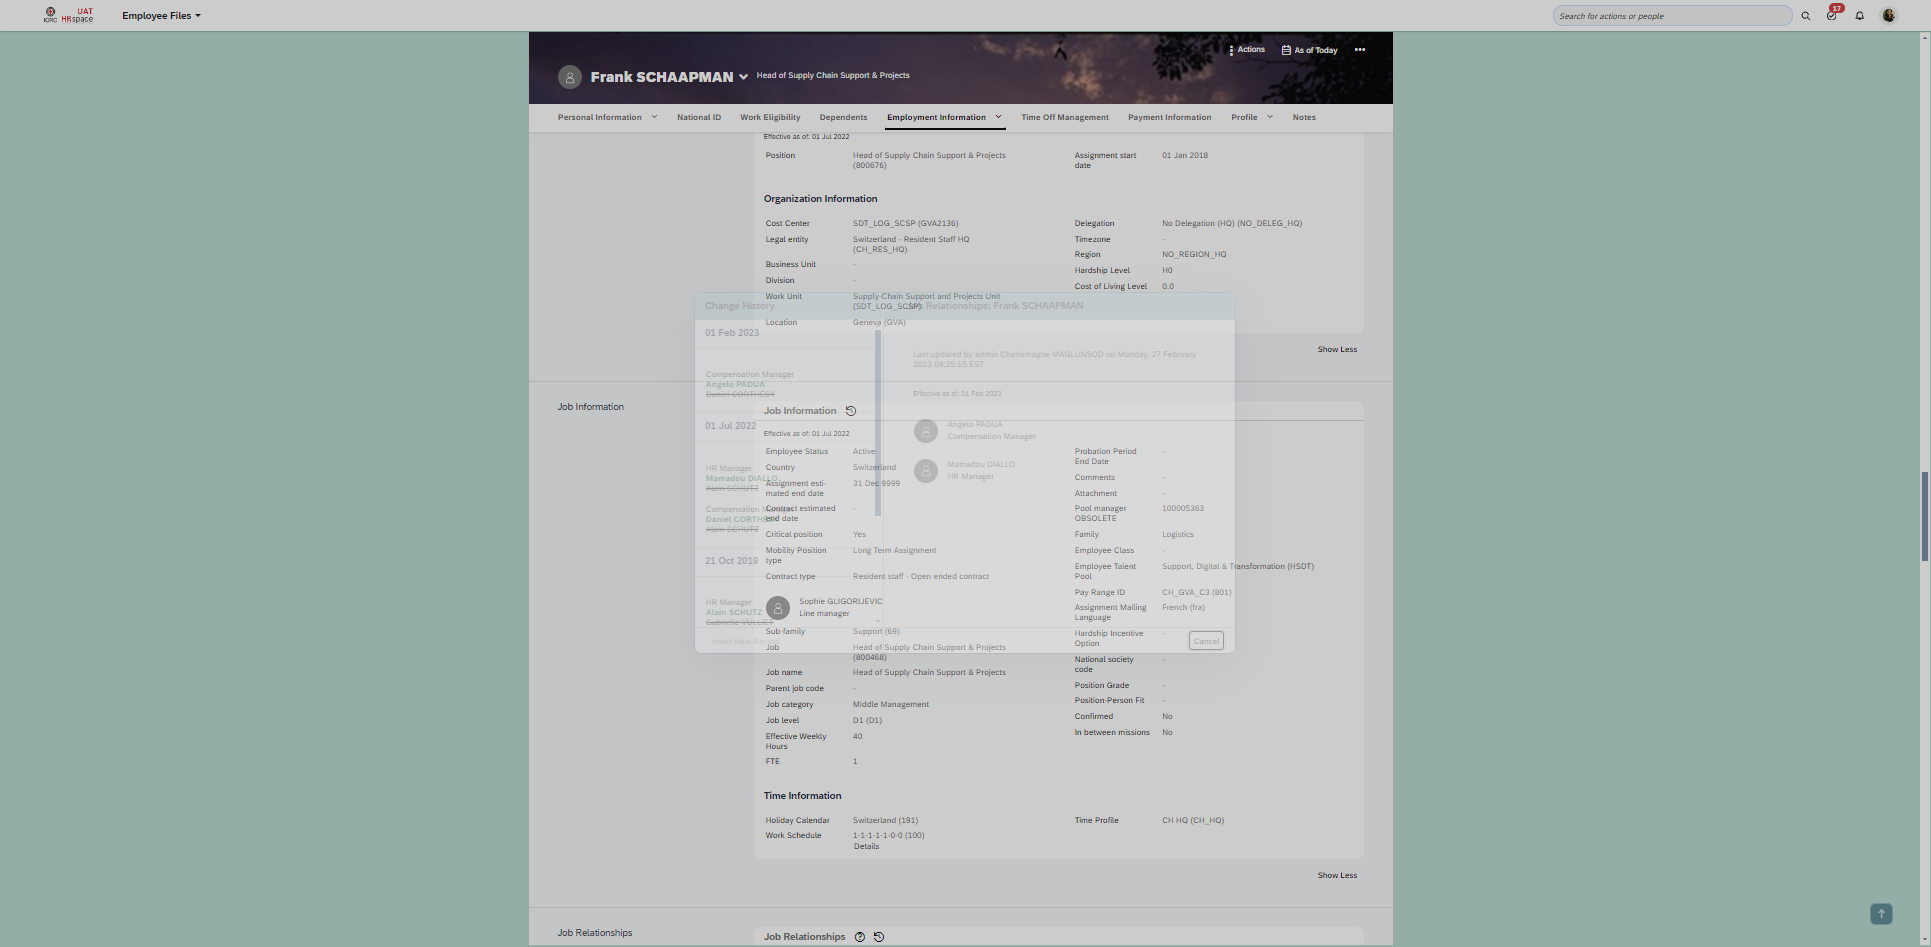 ICRC UAT HRspace
Employee Files
Search for actions or people
17
Actions
As of Today
Frank SCHAAPMAN
Head of Supply Chain Support & Projects
Personal Information
National ID
Work Eligibility
Dependents
Employment Information
Time Off Management
Payment Information
Profile
Notes
Effective as of: 01 Jul 2022
Position Head of Supply Chain Support & Projects
(800676)
Assignment start
date
01 Jan 2018
Organization Information
Cost Center SDT_LOG_SCSP (GVA2136)
Legal entity Switzerland - Resident Staff HQ
(CH_RES_HQ)
Business Unit -
Division -
Work Unit Supply-Chain Support and Projects Unit
(SDT_LOG_SCSP)
Location Geneva (GVA)
Delegation No Delegation (HQ) (NO_DELEG_HQ)
Timezone -
Region NO_REGION_HQ
Hardship Level H0
Cost of Living Level 0.0
Show Less
Change History
01 Feb 2023
Compensation Manager
Angelo PADUA
Daniel CORTHÉSY
01 Jul 2022
HR Manager
Mamadou DIALLO
Alain SCHUTZ
Compensation Manager
Daniel CORTHÉSY
Alain SCHUTZ
21 Oct 2019
HR Manager
Alain SCHUTZ
Gabrielle VULLIET
Insert New Record
Job Relationships: Frank SCHAAPMAN
Last updated by admin Charlemagne MAGLUNSOD on Monday, 27 February
2023 08:25:15 EST
Effective as of: 01 Feb 2023
Angelo PADUA
Compensation Manager
Mamadou DIALLO
HR Manager
Cancel
Job Information
Job Information
Effective as of: 01 Jul 2022
Employee Status Active
Country Switzerland
Assignment esti-
mated end date
31 Dec 9999
Contract estimated
end date
-
Critical position Yes
Mobility Position
type
Long Term Assignment
Contract type Resident staff - Open ended contract
Sophie GLIGORIJEVIC
Line manager
Sub-family Support (69)
Job Head of Supply Chain Support & Projects
(800468)
Job name Head of Supply Chain Support & Projects
Parent job code -
Job category Middle Management
Job level D1 (D1)
Effective Weekly
Hours
40
FTE 1
Probation Period
End Date
-
Comments -
Attachment -
Pool manager
OBSOLETE
100005363
Family Logistics
Employee Class -
Employee Talent
Pool
Support, Digital & Transformation (HSDT)
Pay Range ID CH_GVA_C3 (801)
Assignment Mailing
Language
French (fra)
Hardship Incentive
Option
-
National society
code
-
Position Grade -
Position-Person Fit -
Confirmed No
In between missions No
Time Information
Holiday Calendar Switzerland (191)
Work Schedule 1-1-1-1-1-0-0 (100)
Details
Time Profile CH HQ (CH_HQ)
Show Less
Job Relationships
Job Relationships